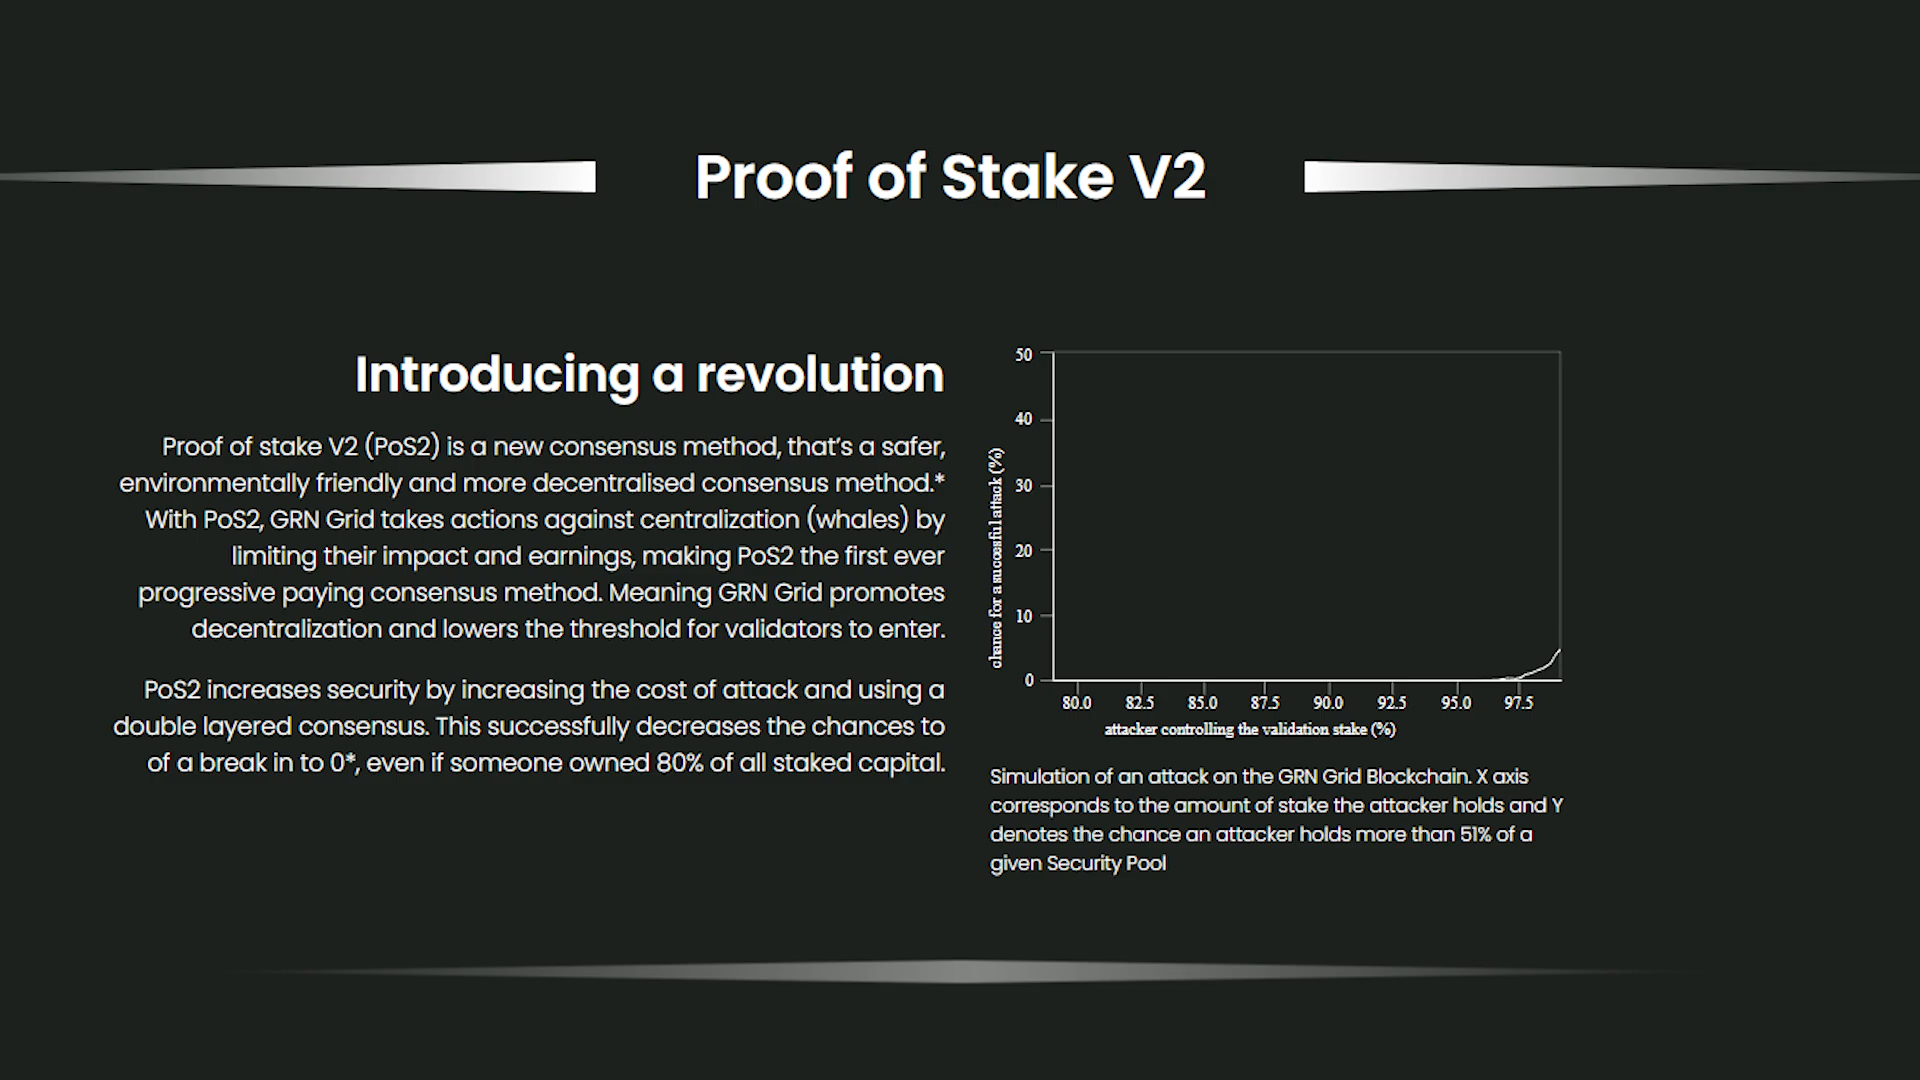 Proof of Stake V2
Introducing a revolution
Proof of stake V2 (PoS2) is a new consensus method, that's a safer,
environmentally friendly and more decentralised consensus method.*
With PoS2, GRN Grid takes actions against centralization (whales) by
limiting their impact and earnings, making PoS2 the first ever
progressive paying consensus method. Meaning GRN Grid promotes
decentralization and lowers the threshold for validators to enter.
PoS2 increases security by increasing the cost of attack and using a
double layered consensus. This successfully decreases the chances to
of a break in to 0*, even if someone owned 80% of all staked capital.
chance for a successful attack (%)
50
40
30
20
10
0
80.0 82.5 85.0 87.5 90.0 92.5 95.0 97.5
attacker controlling the validation stake (%)
Simulation of an attack on the GRN Grid Blockchain. X axis
corresponds to the amount of stake the attacker holds and Y
denotes the chance an attacker holds more than 51% of a
given Security Pool